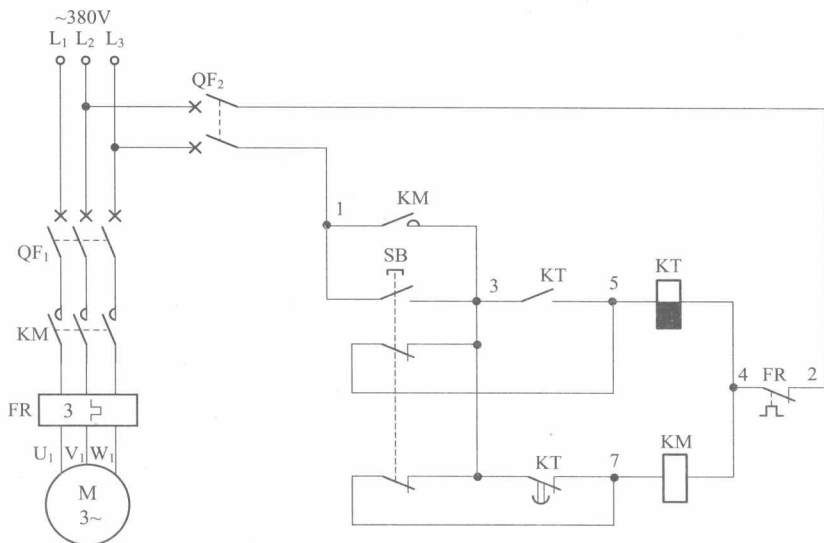 ~380V
L₁ L₂ L₃
QF₂
1
KM
QF₁
SB
3
KT
5
KT
KM
4
FR
2
FR
3
U₁ V₁ W₁
KT
7
KM
M
3~